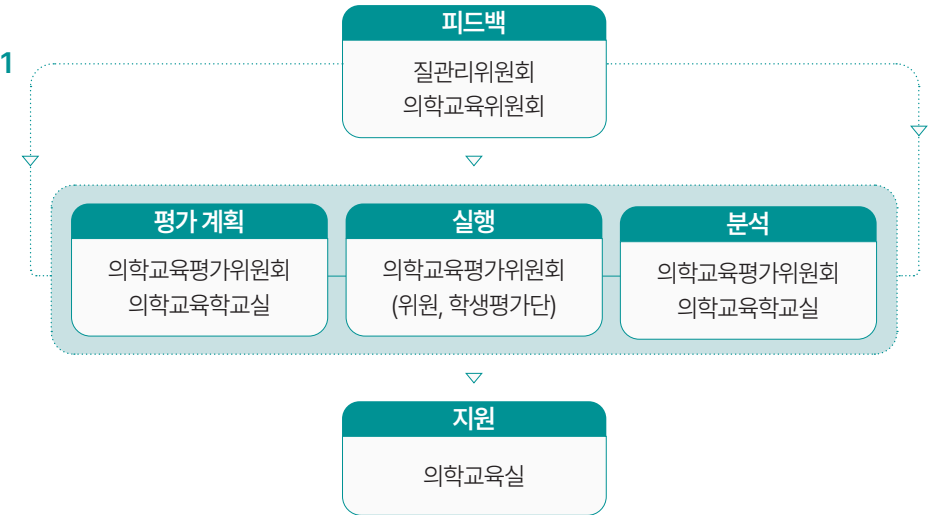 1
피드백
질관리위원회
의학교육위원회
평가 계획
의학교육평가위원회
의학교육학교실
실행
의학교육평가위원회
(위원, 학생평가단)
분석
의학교육평가위원회
의학교육학교실
지원
의학교육실